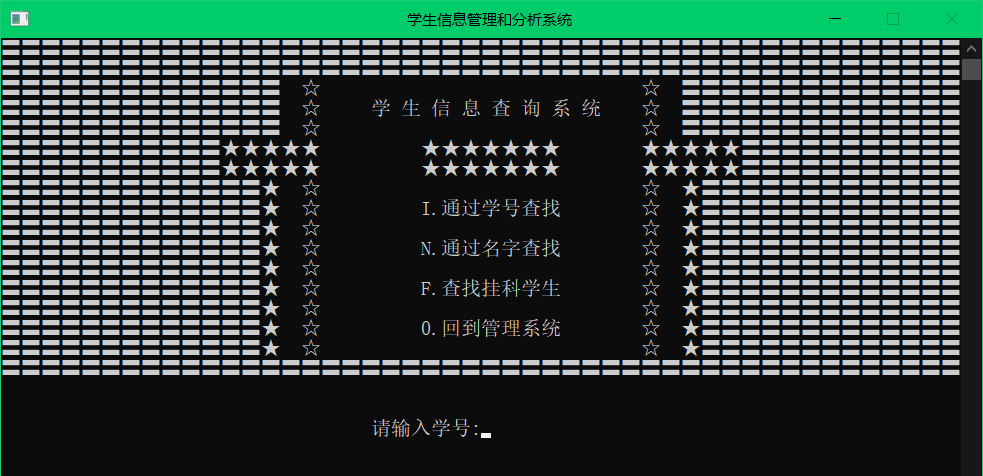 学生信息管理和分析系统
学 生 信 息 查 询 系 统
I.通过学号查找
N.通过名字查找
F.查找挂科学生
0.回到管理系统
请输入学号: